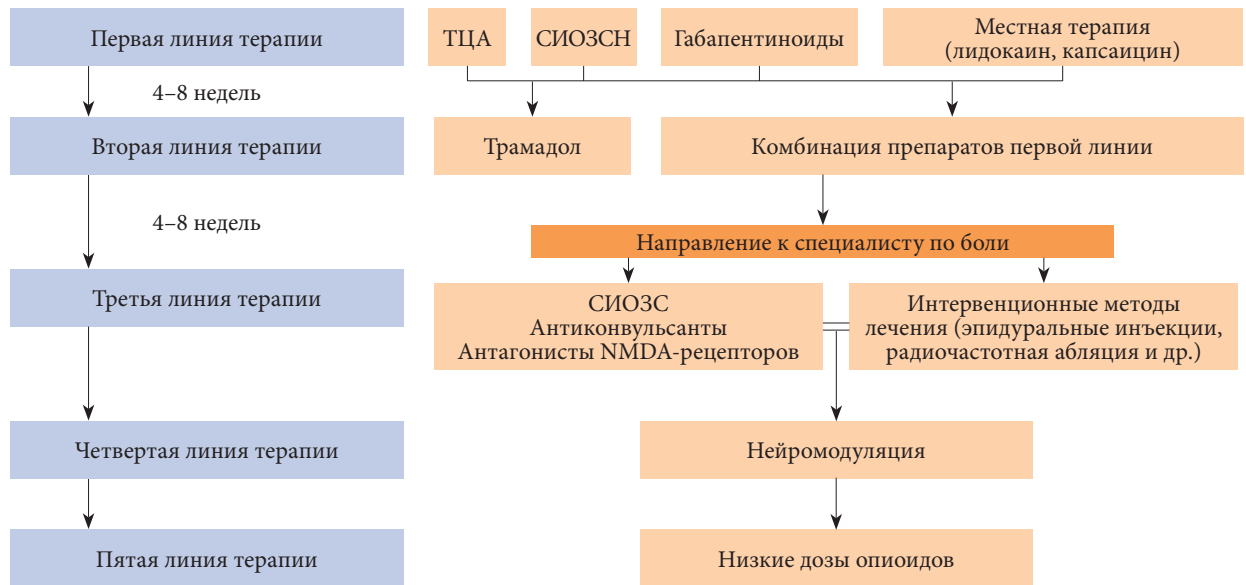 Первая линия терапии
ТЦА
СИОЗСН
Габапентиноиды
Местная терапия
(лидокаин, капсаицин)
4–8 недель
Вторая линия терапии
Трамадол
Комбинация препаратов первой линии
4–8 недель
Направление к специалисту по боли
Третья линия терапии
СИОЗС
Антиконвульсанты
Антагонисты NMDA-рецепторов
Интервенционные методы
лечения (эпидуральные инъекции,
радиочастотная абляция и др.)
Четвертая линия терапии
Нейромодуляция
Пятая линия терапии
Низкие дозы опиоидов